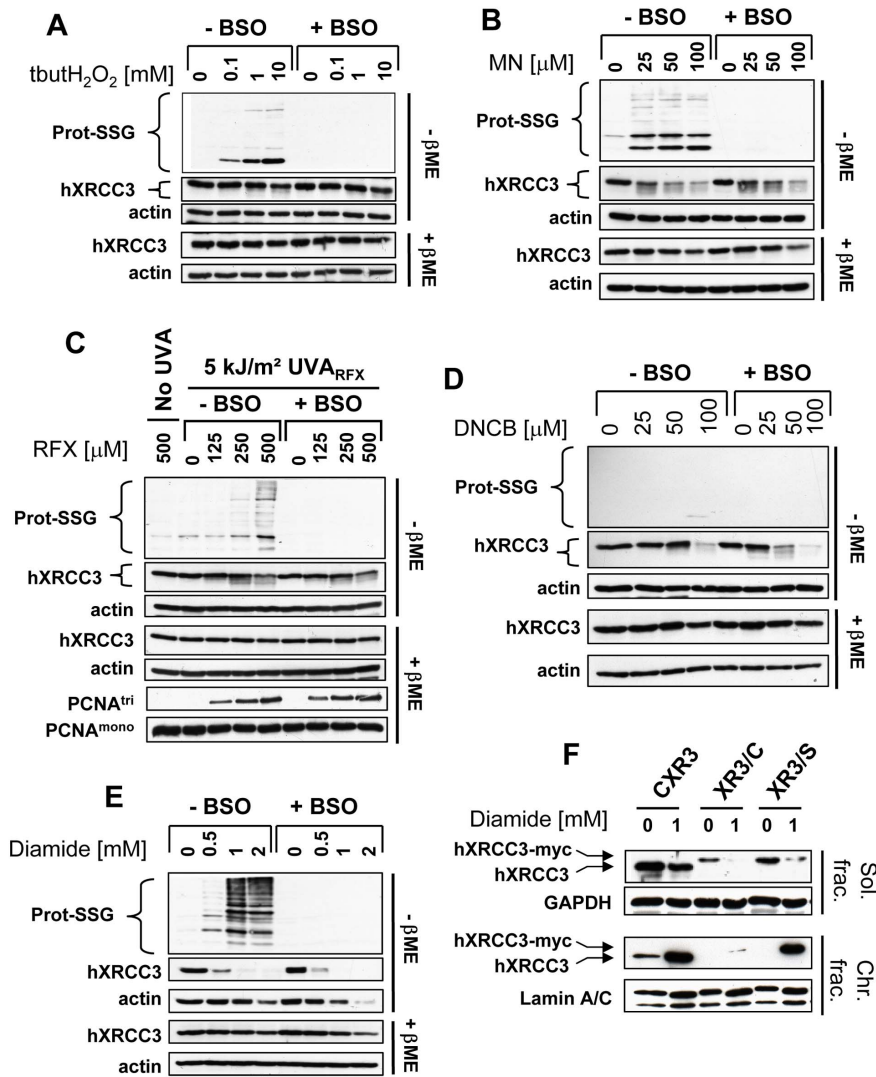 A
- BSO + BSO
tbutH₂O₂ [mM] 0 0.1 1 10 0 0.1 1 10
Prot-SSG
hXRCC3
actin
- βME
hXRCC3
actin
+ βME
B
- BSO + BSO
MN [μM] 0 25 50 100 0 25 50 100
Prot-SSG
hXRCC3
actin
- βME
hXRCC3
actin
+ βME
C
No UVA
5 kJ/m² UVA_RFX
- BSO + BSO
RFX [μM] 500 0 125 250 500 0 125 250 500
Prot-SSG
hXRCC3
actin
- βME
hXRCC3
actin
PCNAᵗʳⁱ
PCNAᵐᵒⁿᵒ
+ βME
D
- BSO + BSO
DNCB [μM] 0 25 50 100 0 25 50 100
Prot-SSG
hXRCC3
actin
- βME
hXRCC3
actin
+ βME
E
- BSO + BSO
Diamide [mM] 0 0.5 1 2 0 0.5 1 2
Prot-SSG
hXRCC3
actin
- βME
hXRCC3
actin
+ βME
F
CXR3 XR3/C XR3/S
Diamide [mM] 0 1 0 1 0 1
hXRCC3-myc
hXRCC3
GAPDH
Sol. frac.
hXRCC3-myc
hXRCC3
Lamin A/C
Chr. frac.